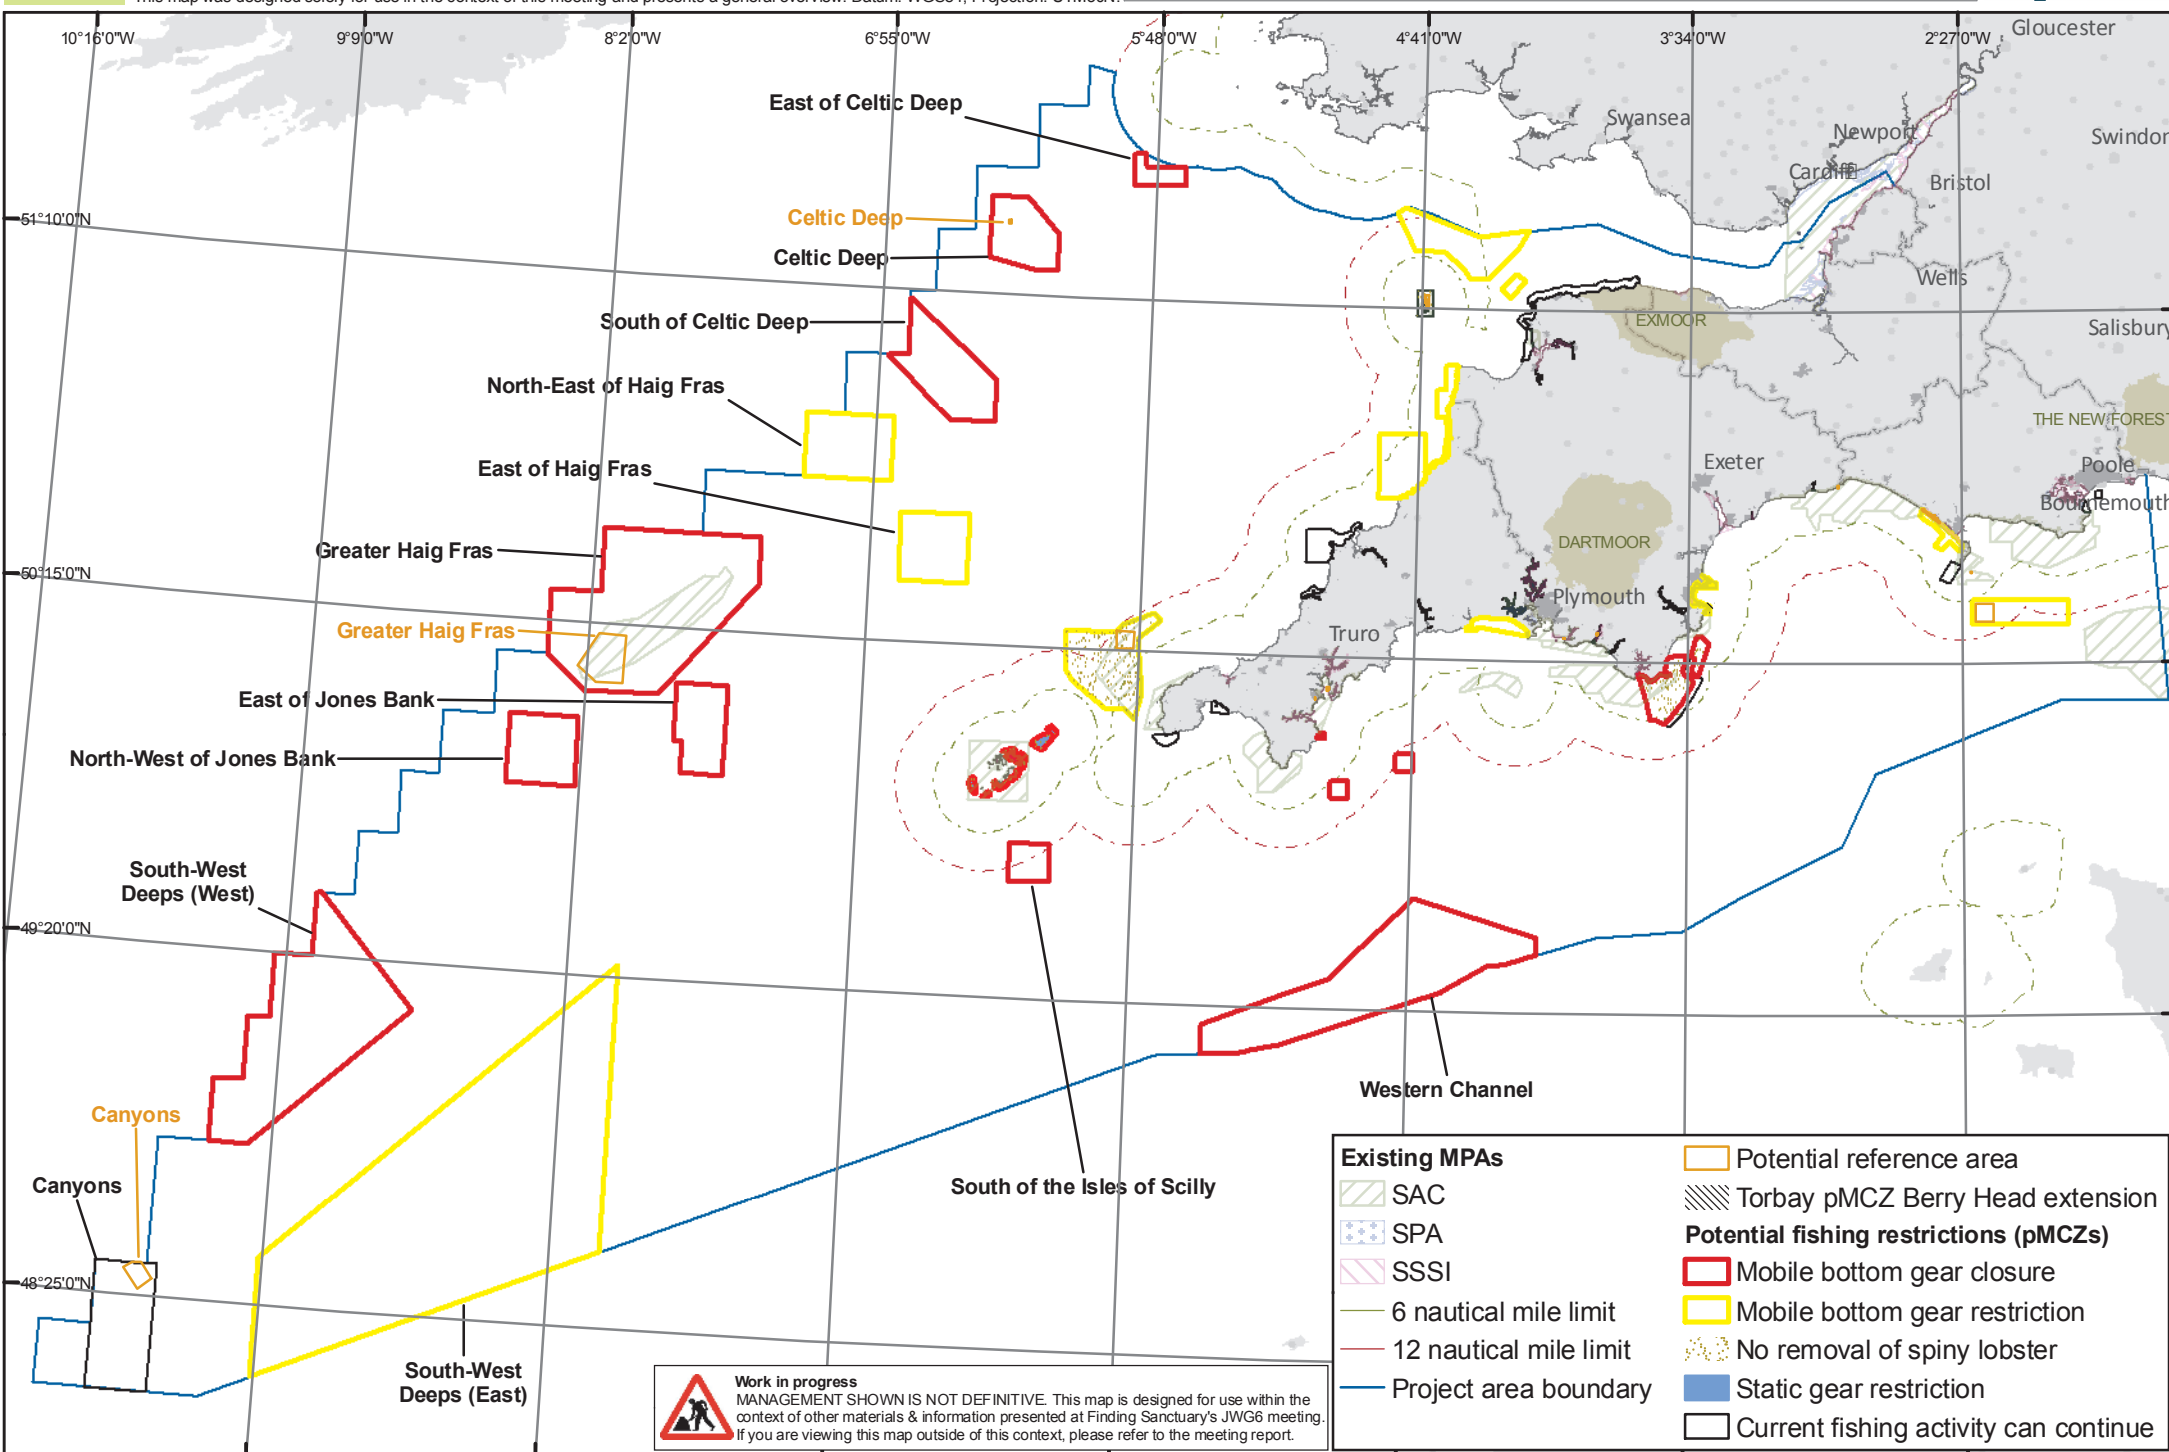 This map was designed solely for use in the context of this meeting and presents a general overview. Datum: WGS84, Projection: UTM30N.
10°16'0"W
9°9'0"W
8°2'0"W
6°55'0"W
5°48'0"W
4°41'0"W
3°34'0"W
2°27'0"W
Gloucester
East of Celtic Deep
Swansea
Newport
Swindon
Cardiff
Bristol
51°10'0"N
Celtic Deep
Celtic Deep
Wells
South of Celtic Deep
EXMOOR
Salisbury
North-East of Haig Fras
THE NEW FOREST
East of Haig Fras
Exeter
Poole
Bournemouth
Greater Haig Fras
DARTMOOR
50°15'0"N
Plymouth
Greater Haig Fras
Truro
East of Jones Bank
North-West of Jones Bank
South-West
Deeps (West)
49°20'0"N
Western Channel
Canyons
Canyons
South of the Isles of Scilly
48°25'0"N
South-West
Deeps (East)
Work in progress
MANAGEMENT SHOWN IS NOT DEFINITIVE. This map is designed for use within the
context of other materials & information presented at Finding Sanctuary's JWG6 meeting.
If you are viewing this map outside of this context, please refer to the meeting report.
Existing MPAs
SAC
SPA
SSSI
6 nautical mile limit
12 nautical mile limit
Project area boundary
Potential reference area
Torbay pMCZ Berry Head extension
Potential fishing restrictions (pMCZs)
Mobile bottom gear closure
Mobile bottom gear restriction
No removal of spiny lobster
Static gear restriction
Current fishing activity can continue